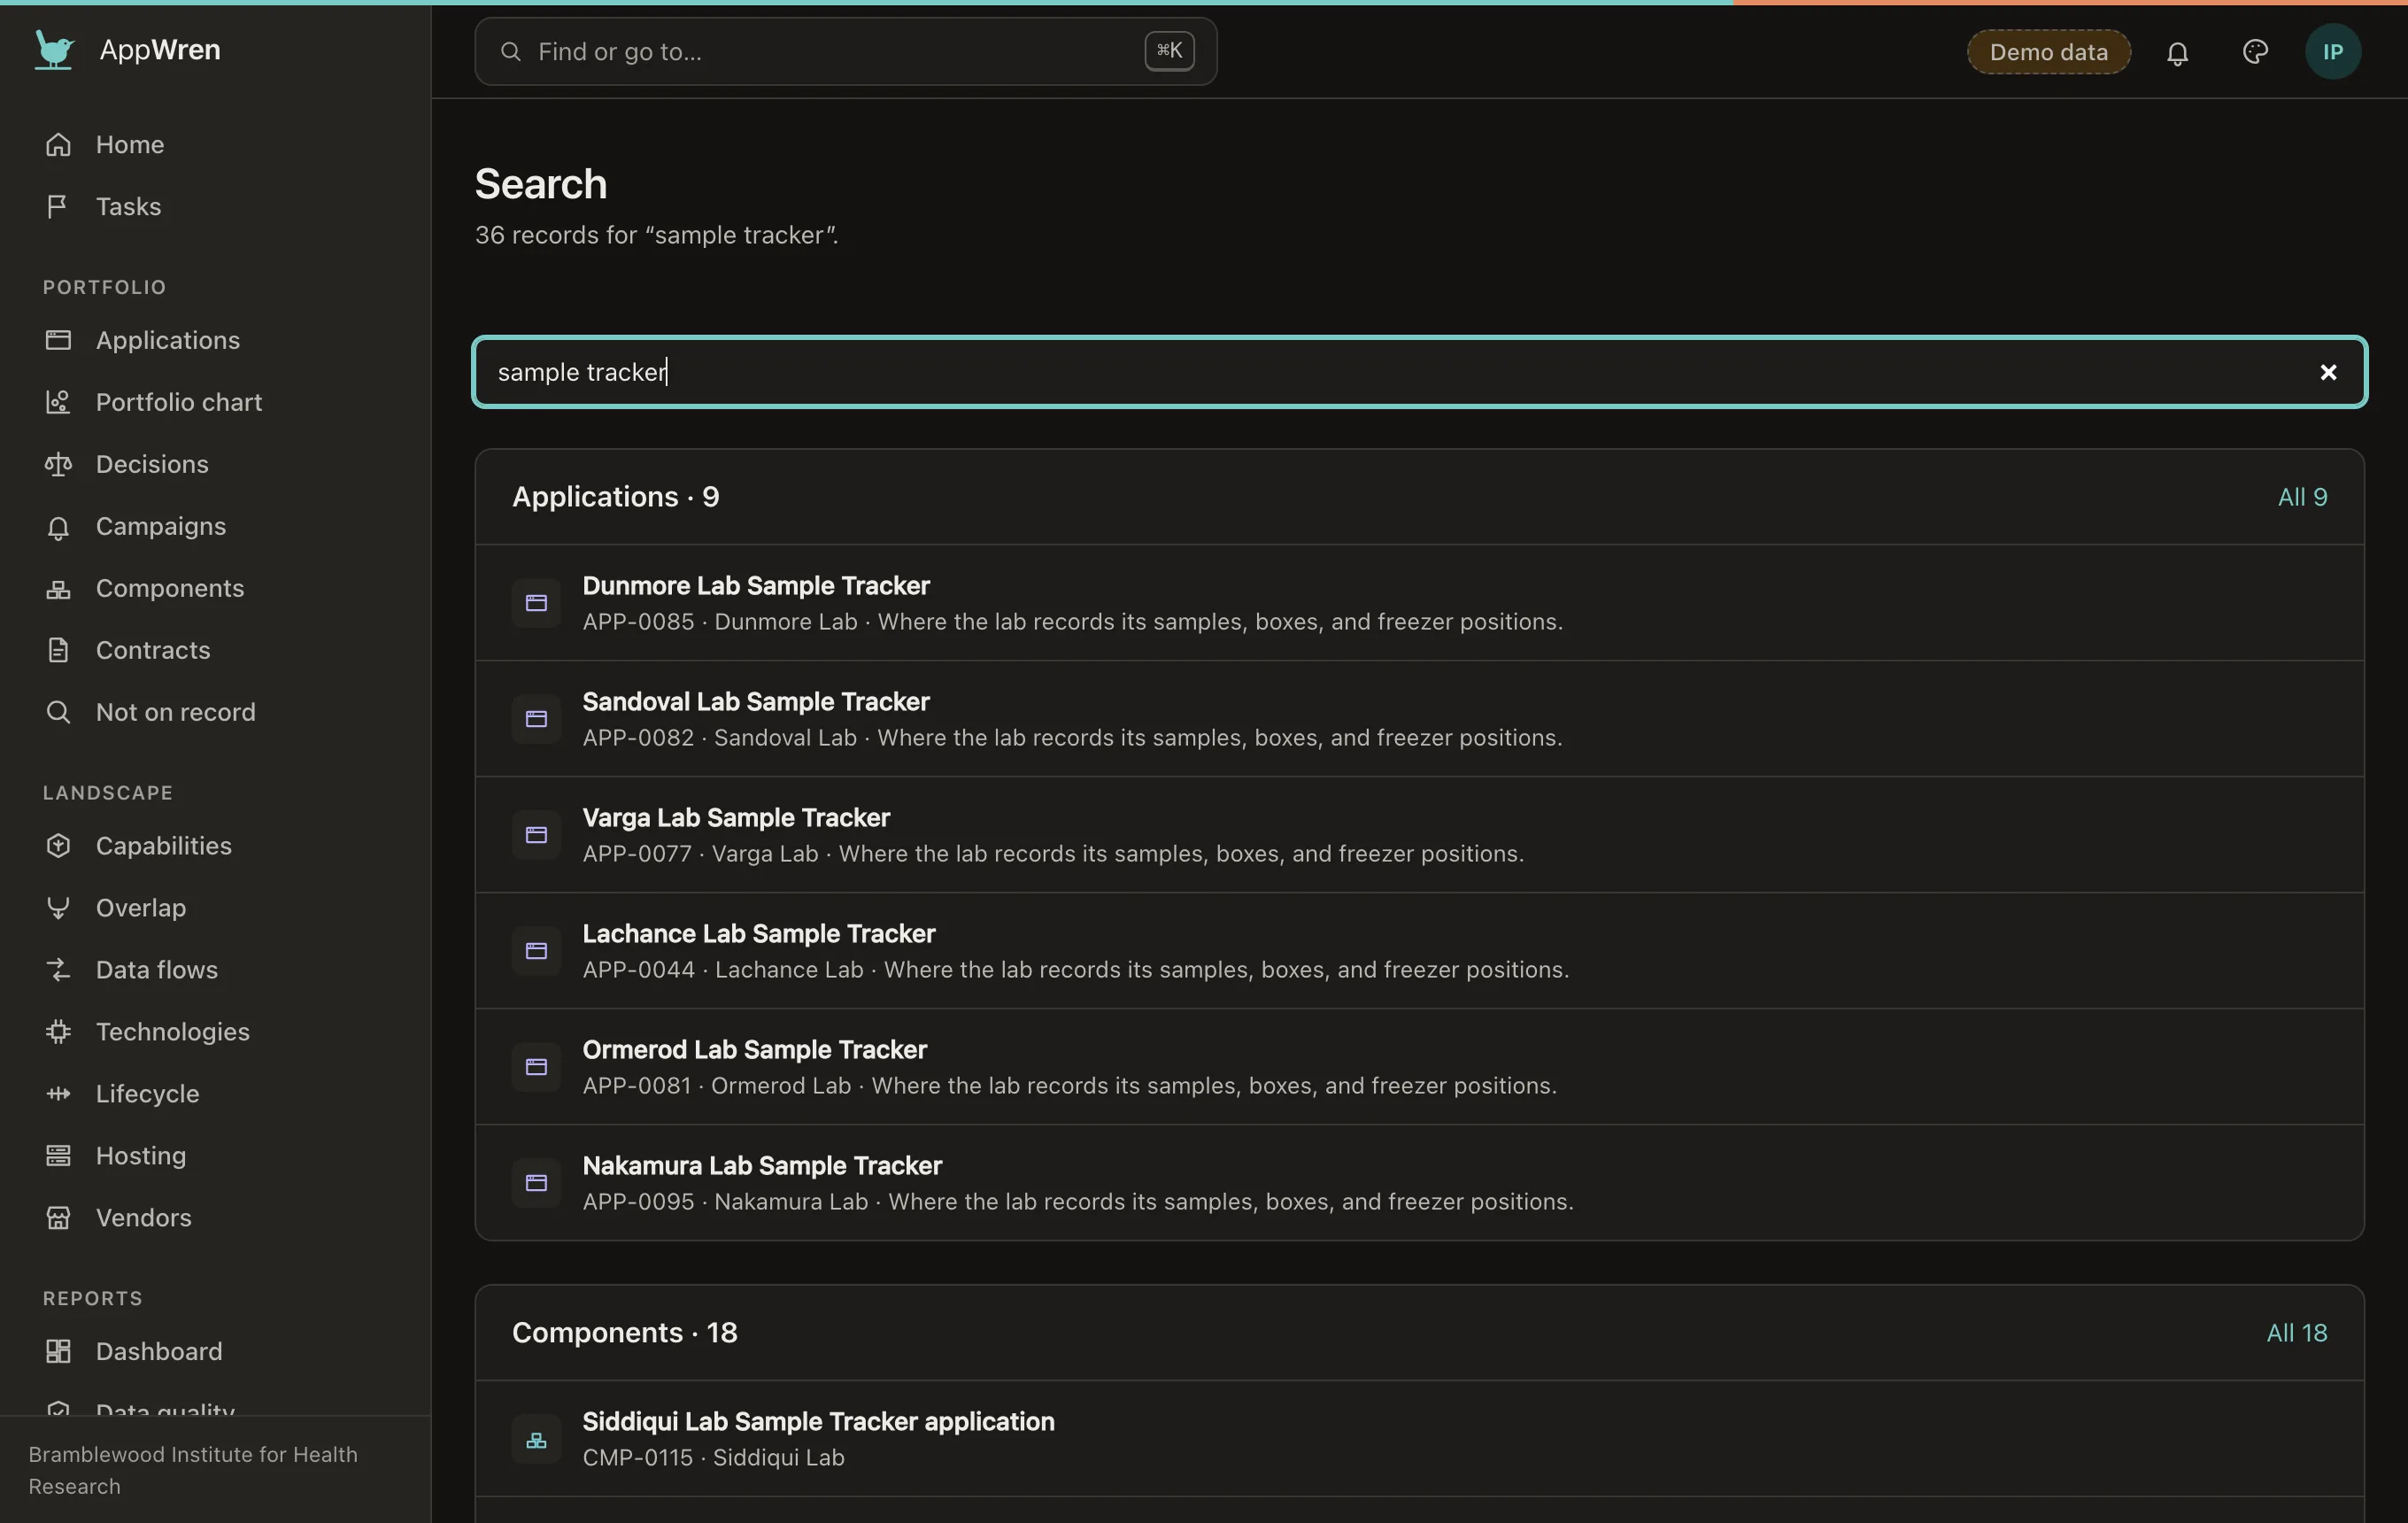 AppWren
Find or go to...
⌘K
Demo data
IP
Home
Tasks
PORTFOLIO
Applications
Portfolio chart
Decisions
Campaigns
Components
Contracts
Not on record
LANDSCAPE
Capabilities
Overlap
Data flows
Technologies
Lifecycle
Hosting
Vendors
REPORTS
Dashboard
Data quality
Bramblewood Institute for Health
Research
Search
36 records for “sample tracker”.
sample tracker
Applications · 9
All 9
Dunmore Lab Sample Tracker
APP-0085 · Dunmore Lab · Where the lab records its samples, boxes, and freezer positions.
Sandoval Lab Sample Tracker
APP-0082 · Sandoval Lab · Where the lab records its samples, boxes, and freezer positions.
Varga Lab Sample Tracker
APP-0077 · Varga Lab · Where the lab records its samples, boxes, and freezer positions.
Lachance Lab Sample Tracker
APP-0044 · Lachance Lab · Where the lab records its samples, boxes, and freezer positions.
Ormerod Lab Sample Tracker
APP-0081 · Ormerod Lab · Where the lab records its samples, boxes, and freezer positions.
Nakamura Lab Sample Tracker
APP-0095 · Nakamura Lab · Where the lab records its samples, boxes, and freezer positions.
Components · 18
All 18
Siddiqui Lab Sample Tracker application
CMP-0115 · Siddiqui Lab